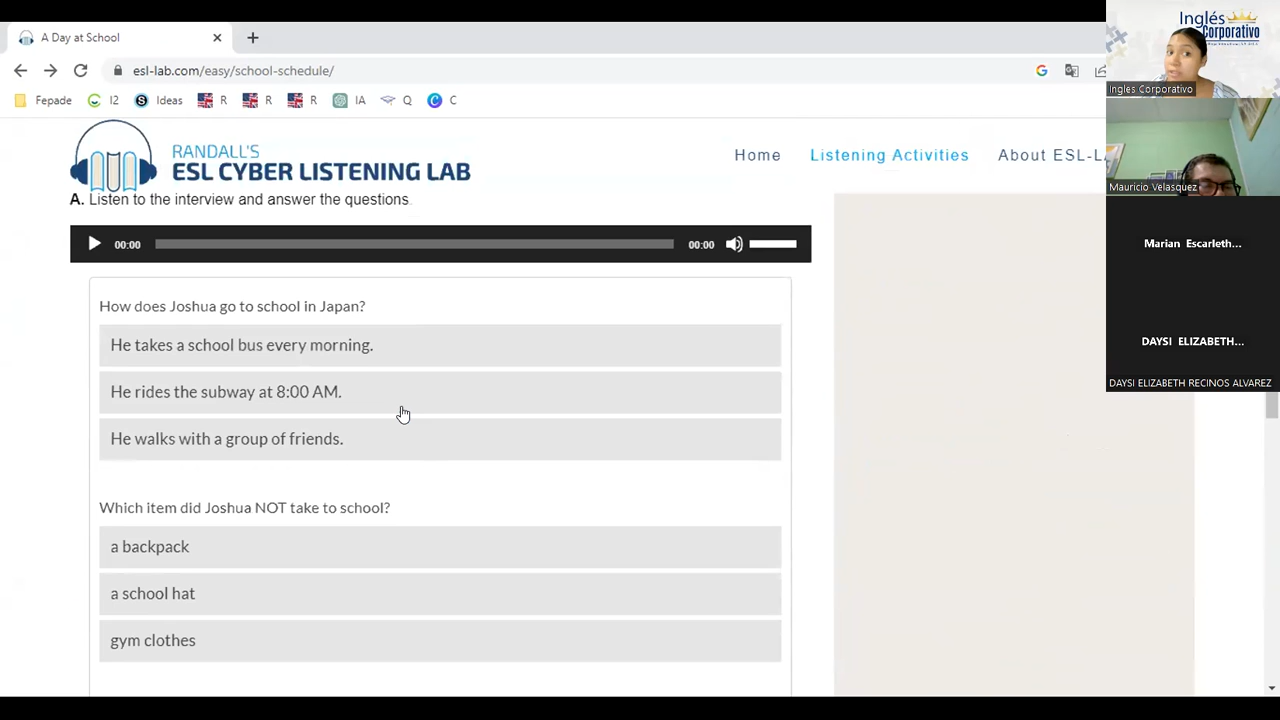 A Day at School
esl-lab.com/easy/school-schedule/
Fepade
I2
Ideas
R
R
R
IA
Q
C
RANDALL'S
ESL CYBER LISTENING LAB
Home
Listening Activities
About ESL-LA
A. Listen to the interview and answer the questions.
00:00
00:00
How does Joshua go to school in Japan?
He takes a school bus every morning.
He rides the subway at 8:00 AM.
He walks with a group of friends.
Which item did Joshua NOT take to school?
a backpack
a school hat
gym clothes
Inglés
Corporativo
Ingles Corporativo
Mauricio Velasquez
Marian Escarleth...
DAYSI ELIZABETH...
DAYSI ELIZABETH RECINOS ALVAREZ